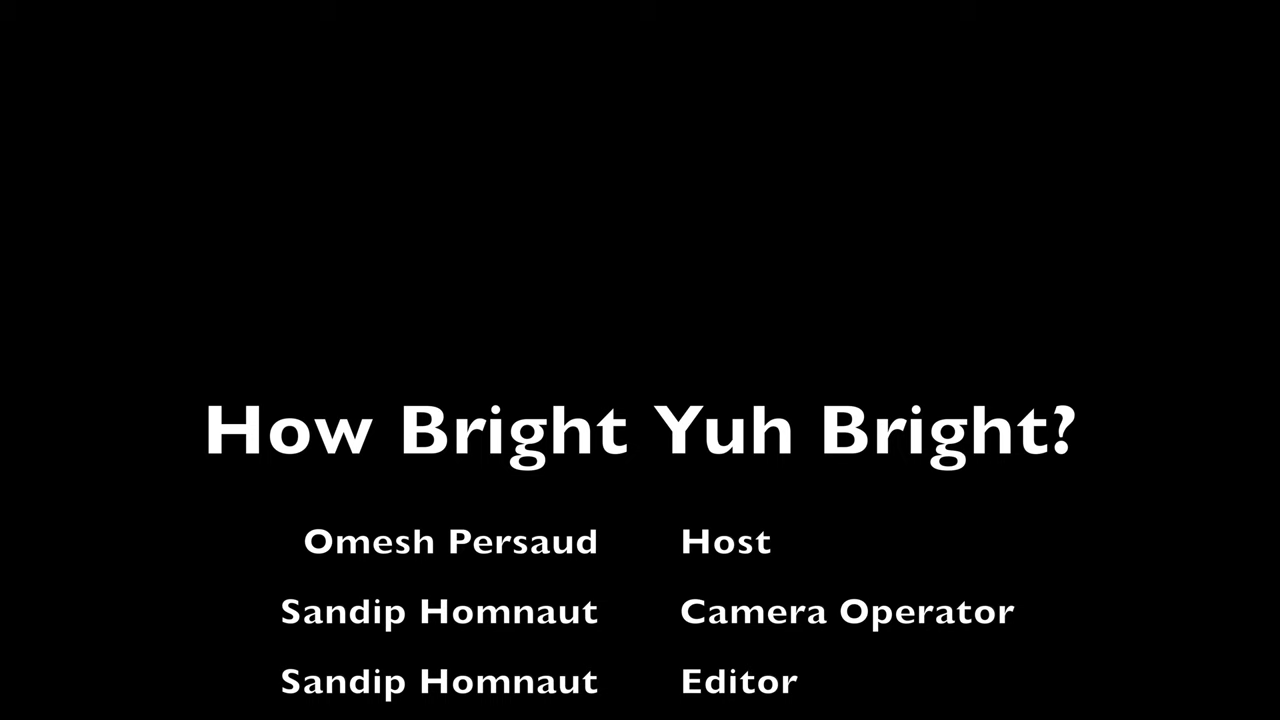 How Bright Yuh Bright?
Omesh Persaud Host
Sandip Homnaut Camera Operator
Sandip Homnaut Editor